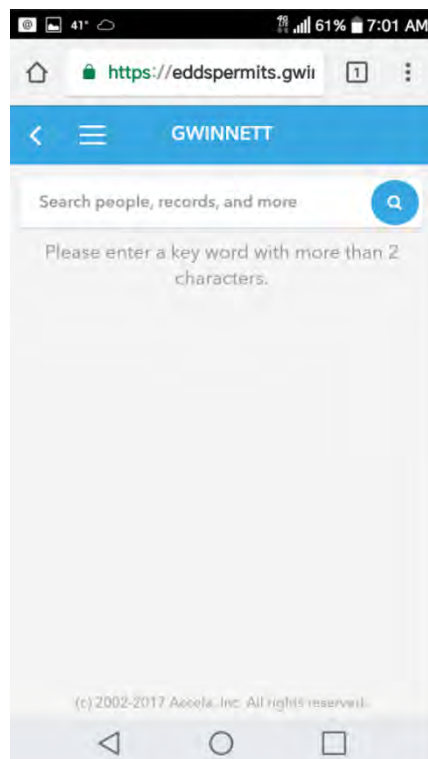 41° 61% 7:01 AM
https://eddspermits.gwin 1
GWINNETT
Search people, records, and more
Please enter a key word with more than 2
characters.
(c) 2002-2017 Accela, Inc. All rights reserved.